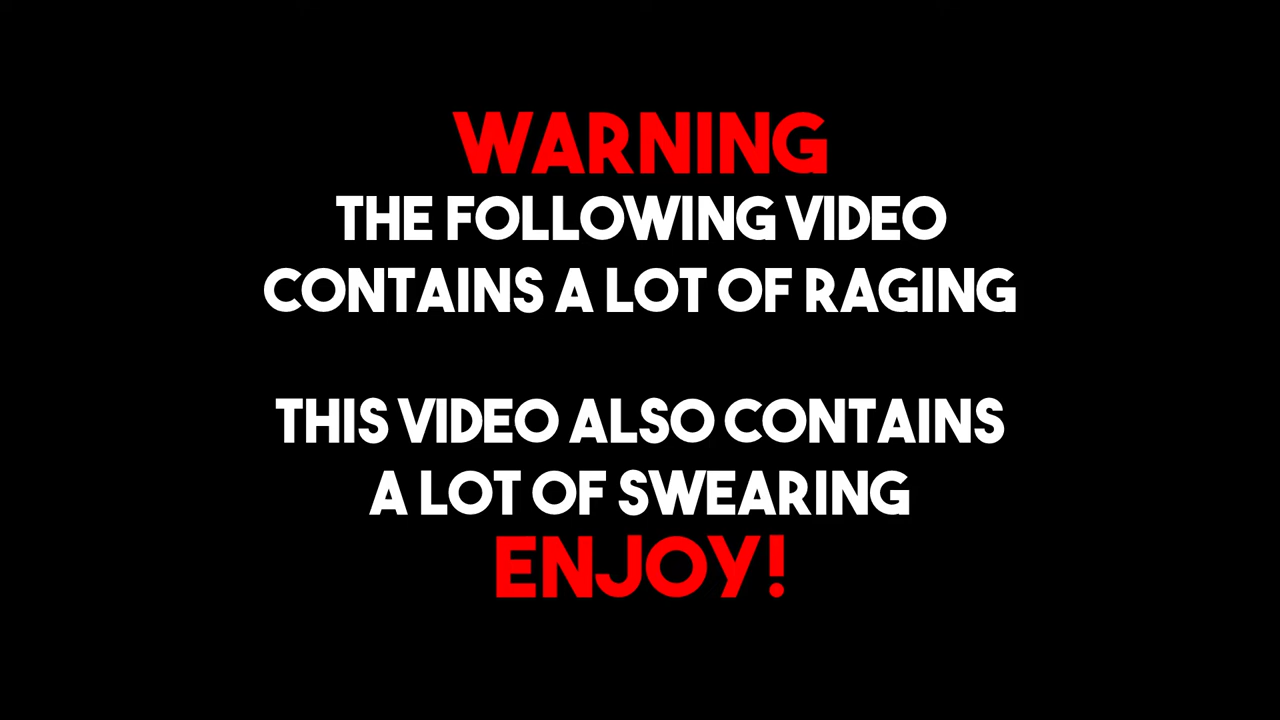 WARNING
THE FOLLOWING VIDEO
CONTAINS A LOT OF RAGING
THIS VIDEO ALSO CONTAINS
A LOT OF SWEARING
ENJOY!